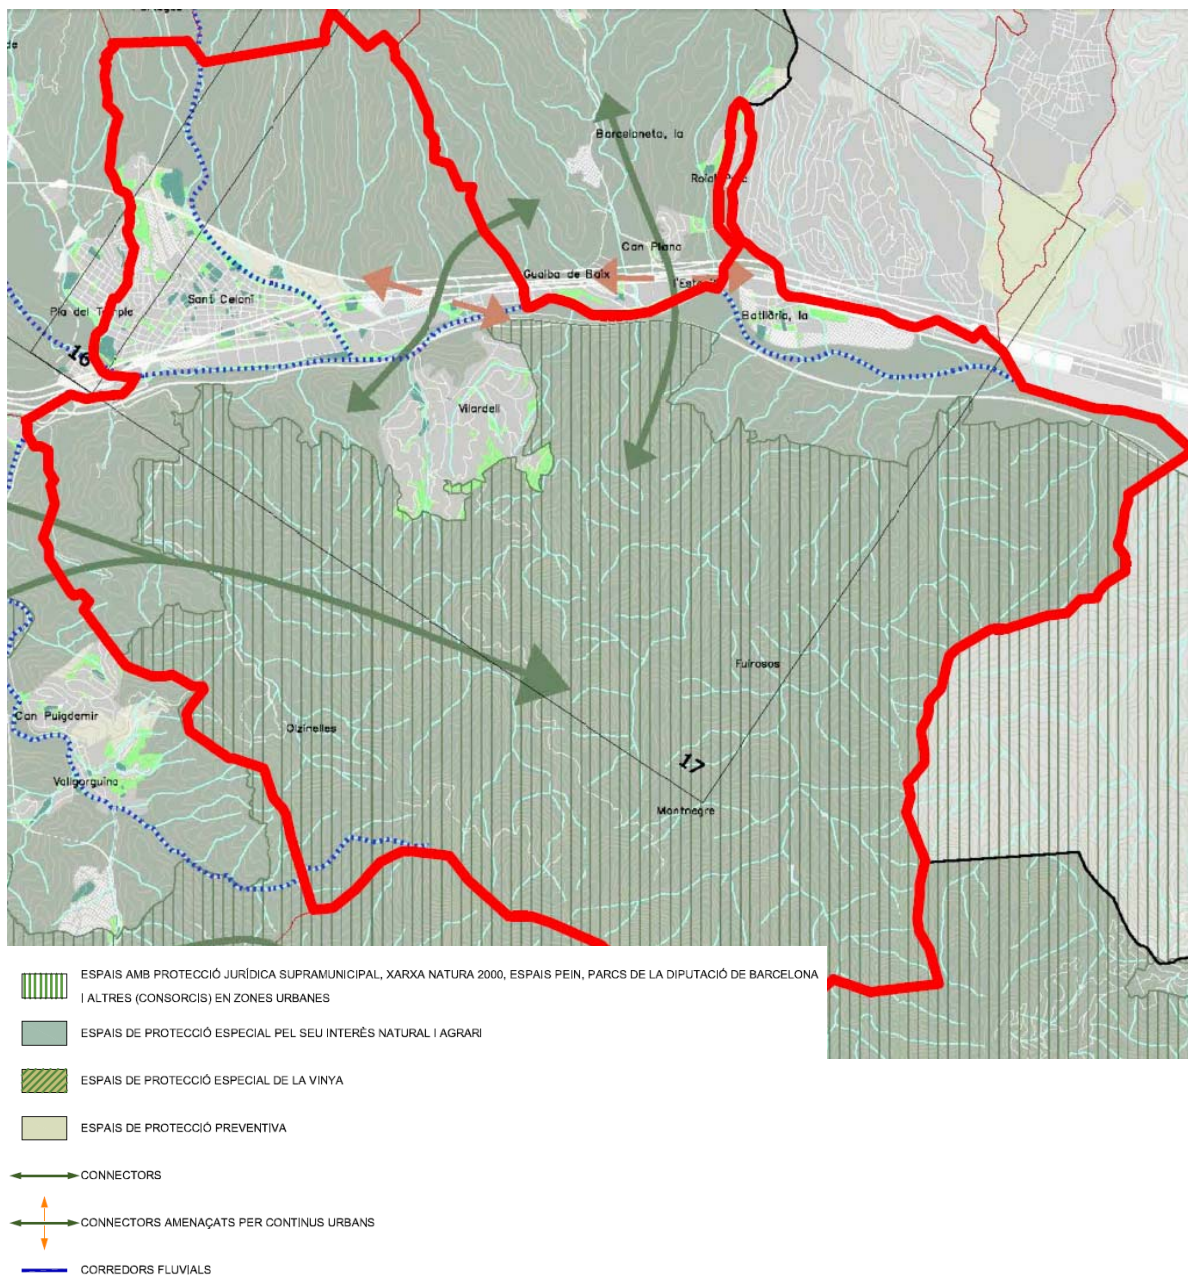 Barceloneta, la
Can Plana
Gualba de Baix
Sant Celoni
Pla del Temple
16
Batllòria, la
Vilardell
Fuirosos
Can Puigdemir
Olzinelles
17
Vallgorguina
Montnegre
ESPAIS AMB PROTECCIÓ JURÍDICA SUPRAMUNICIPAL, XARXA NATURA 2000, ESPAIS PEIN, PARCS DE LA DIPUTACIÓ DE BARCELONA
I ALTRES (CONSORCIS) EN ZONES URBANES
ESPAIS DE PROTECCIÓ ESPECIAL PEL SEU INTERÈS NATURAL I AGRARI
ESPAIS DE PROTECCIÓ ESPECIAL DE LA VINYA
ESPAIS DE PROTECCIÓ PREVENTIVA
CONNECTORS
CONNECTORS AMENAÇATS PER CONTINUS URBANS
CORREDORS FLUVIALS